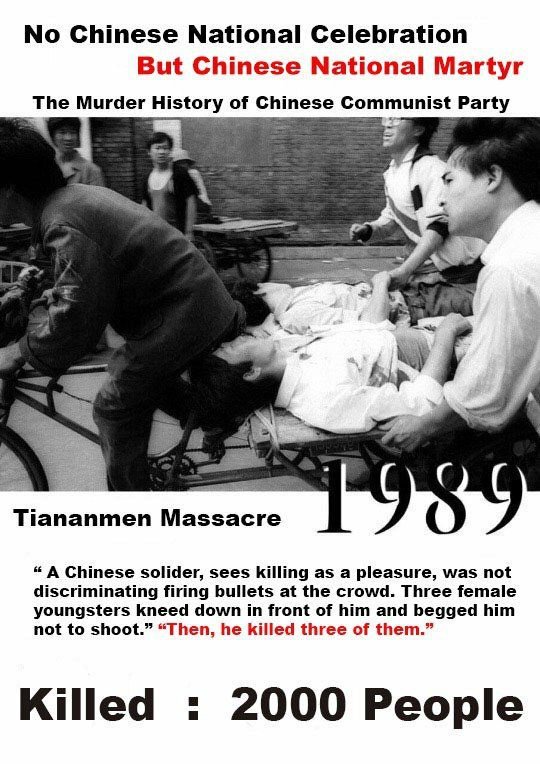 No Chinese National Celebration
But Chinese National Martyr
The Murder History of Chinese Communist Party
1989
Tiananmen Massacre
“ A Chinese solider, sees killing as a pleasure, was not
discriminating firing bullets at the crowd. Three female
youngsters kneed down in front of him and begged him
not to shoot.” “Then, he killed three of them.”
Killed : 2000 People